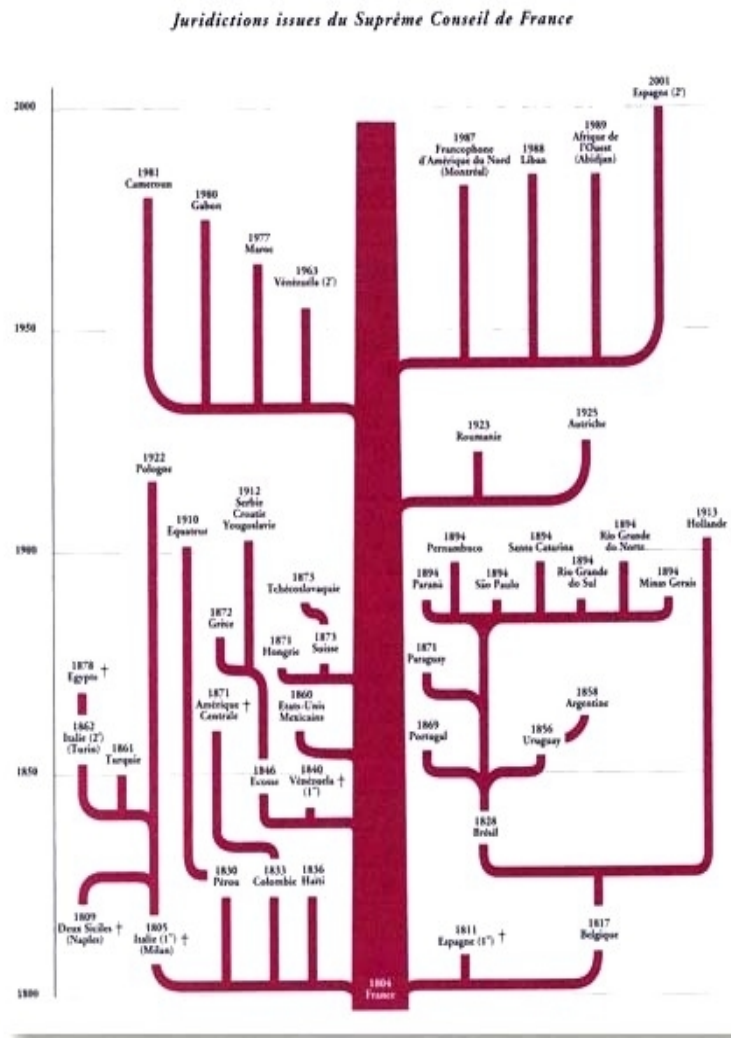 Juridictions issues du Suprême Conseil de France
2001
Espagne (2°)
2000
1989
Afrique de
l'Ouest
(Abidjan)
1987
Francophone
d'Amérique du Nord
(Montréal)
1988
Liban
1981
Cameroun
1980
Gabon
1977
Maroc
1963
Vénézuéla (2°)
1950
1925
Autriche
1923
Roumanie
1922
Pologne
1912
Serbie
Croatie
Yougoslavie
1910
Equateur
1913
Hollande
1900
1894
Pernambuco
1894
Santa Catarina
1894
Rio Grande
do Norte
1894
Paraná
1894
São Paulo
1894
Rio Grande
do Sul
1894
Minas Gerais
1873
Tchécoslovaquie
1872
Grèce
1871
Hongrie
1873
Suisse
1871
Paraguay
1878
Egypte †
1871
Amérique †
Centrale
1860
Etats-Unis
Mexicains
1858
Argentine
1862
Italie (2°)
(Turin)
1861
Turquie
1869
Portugal
1856
Uruguay
1850
1846
Ecosse
1840
Vénézuela †
(1°)
1828
Brésil
1830
Pérou
1833
Colombie
1836
Haïti
1809
Deux Siciles †
(Naples)
1805
Italie (1°) †
(Milan)
1811
Espagne (1°) †
1817
Belgique
1804
France
1800